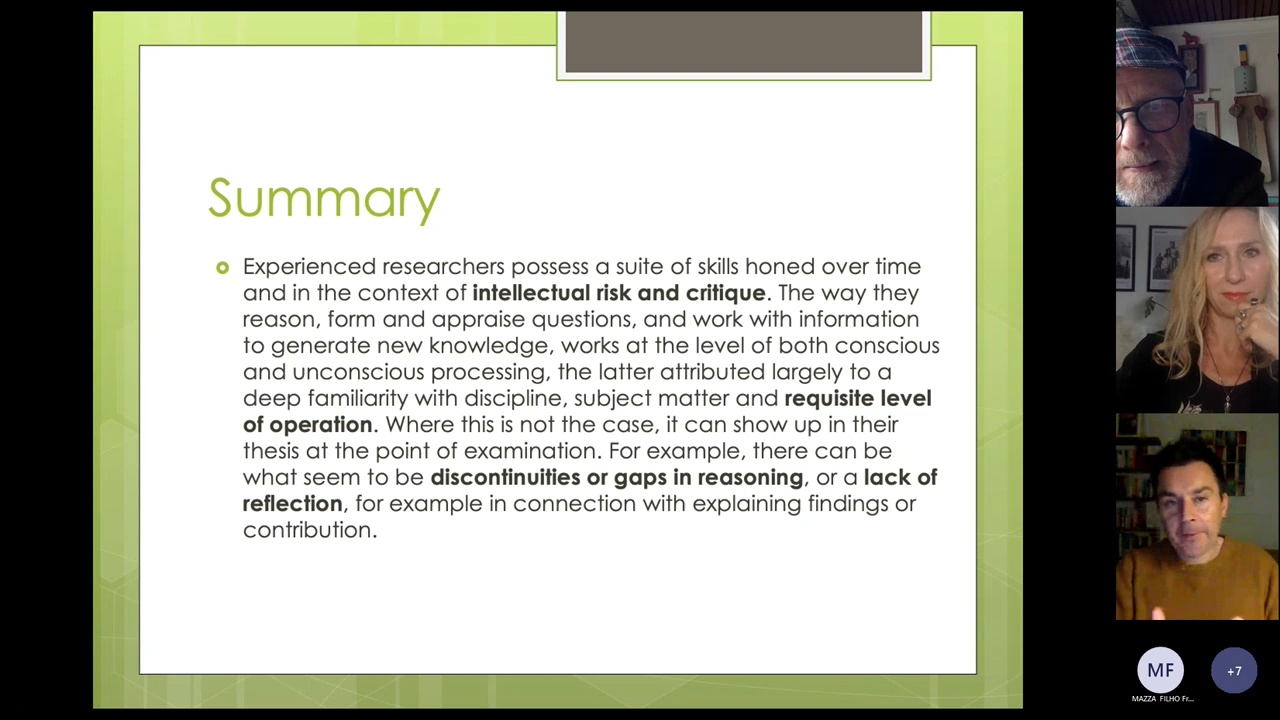 Summary
Experienced researchers possess a suite of skills honed over time
and in the context of intellectual risk and critique. The way they
reason, form and appraise questions, and work with information
to generate new knowledge, works at the level of both conscious
and unconscious processing, the latter attributed largely to a
deep familiarity with discipline, subject matter and requisite level
of operation. Where this is not the case, it can show up in their
thesis at the point of examination. For example, there can be
what seem to be discontinuities or gaps in reasoning, or a lack of
reflection, for example in connection with explaining findings or
contribution.
MF
+7
MAZZA FILHO Fr...